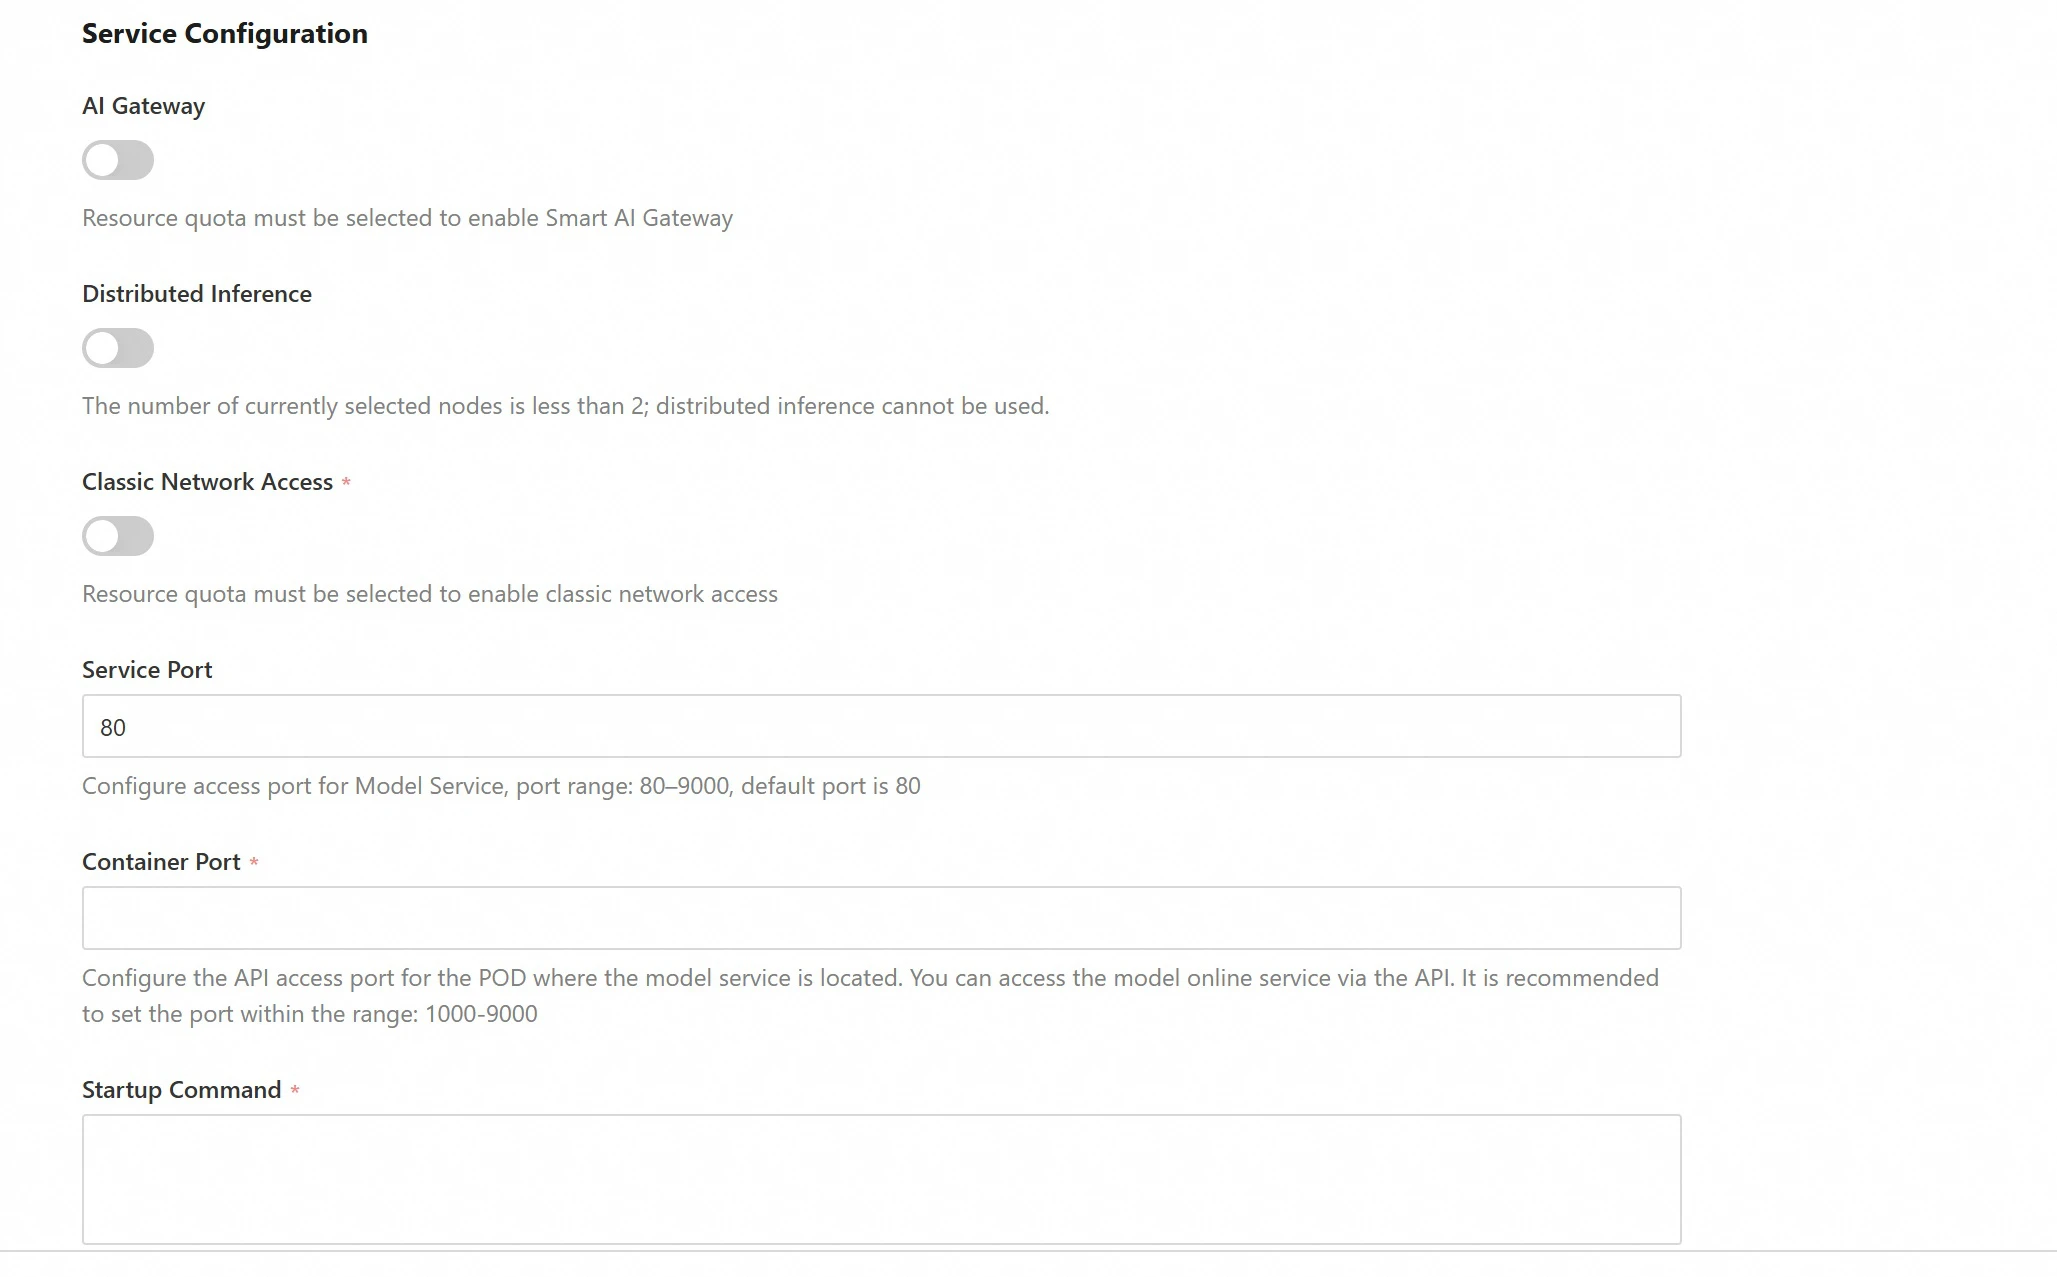 Service Configuration
AI Gateway
Resource quota must be selected to enable Smart AI Gateway
Distributed Inference
The number of currently selected nodes is less than 2; distributed inference cannot be used.
Classic Network Access *
Resource quota must be selected to enable classic network access
Service Port
80
Configure access port for Model Service, port range: 80–9000, default port is 80
Container Port *
Configure the API access port for the POD where the model service is located. You can access the model online service via the API. It is recommended
to set the port within the range: 1000-9000
Startup Command *